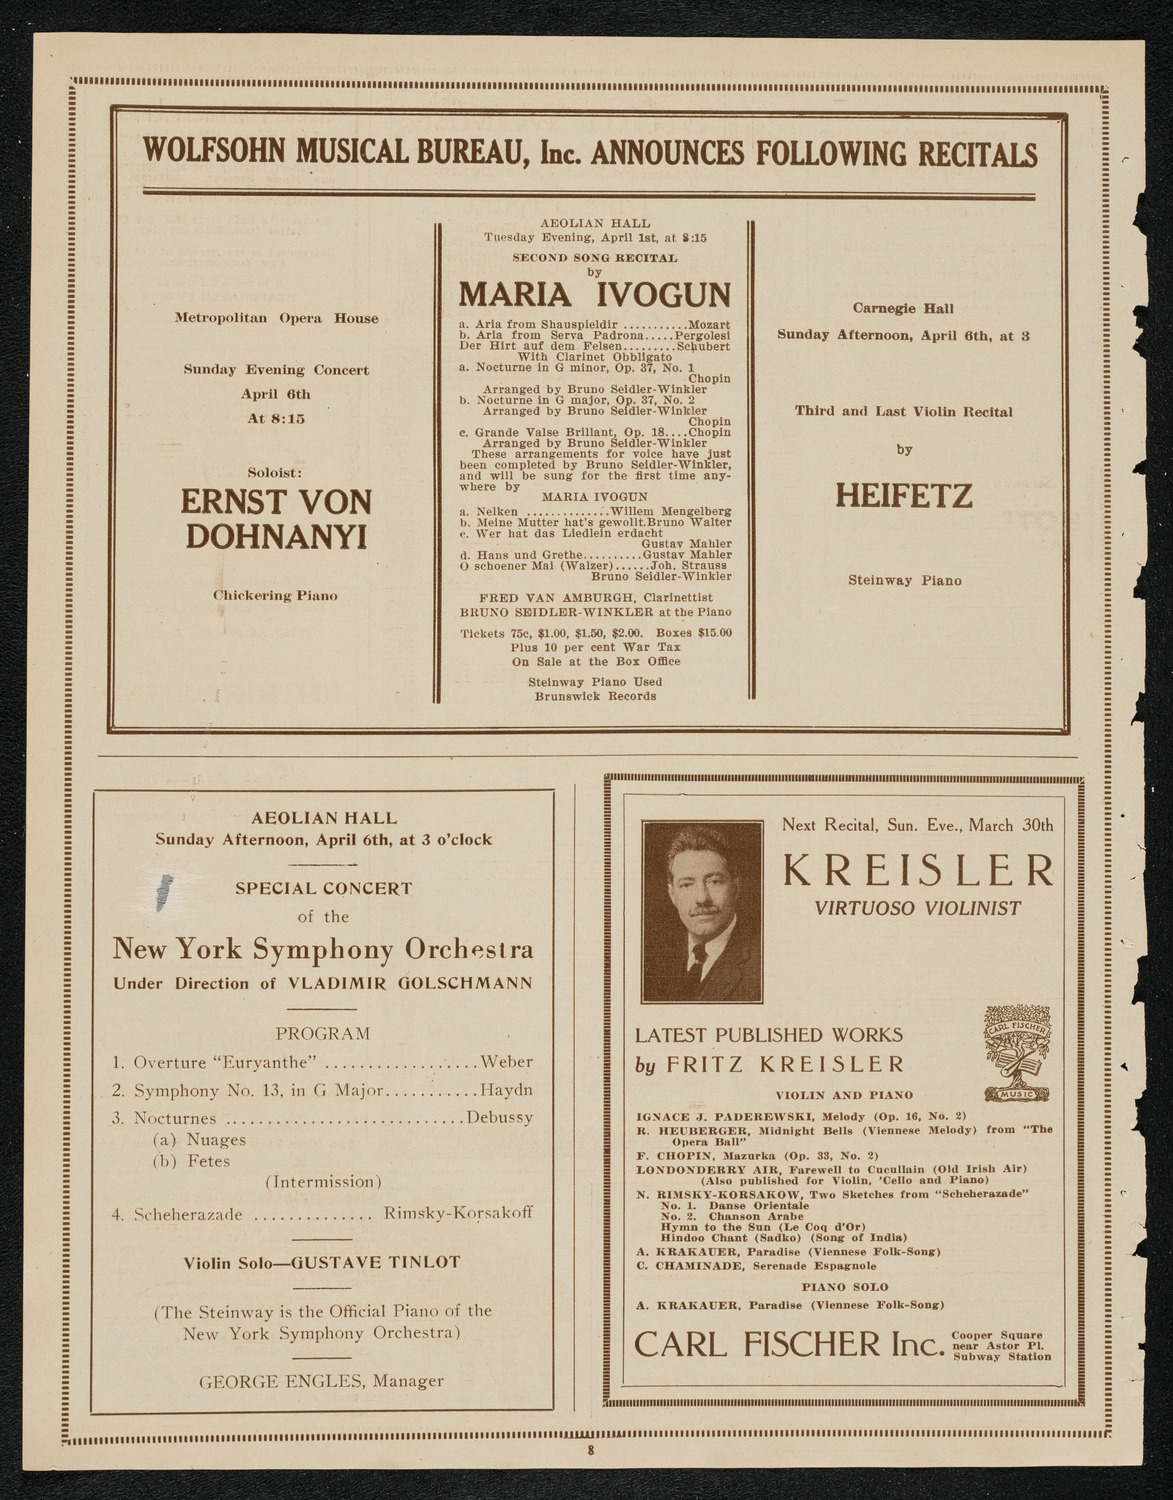 WOLFSOHN MUSICAL BUREAU, Inc. ANNOUNCES FOLLOWING RECITALS
Metropolitan Opera House
Sunday Evening Concert
April 6th
At 8:15
Soloist:
ERNST VON
DOHNANYI
Chickering Piano
AEOLIAN HALL
Tuesday Evening, April 1st, at 8:15
SECOND SONG RECITAL
by
MARIA IVOGUN
a. Aria from Shauspieldir ...........Mozart
b. Aria from Serva Padrona.....Pergolesi
Der Hirt auf dem Felsen.........Schubert
With Clarinet Obbligato
a. Nocturne in G minor, Op. 37, No. 1
Chopin
Arranged by Bruno Seidler-Winkler
b. Nocturne in G major, Op. 37, No. 2
Arranged by Bruno Seidler-Winkler
Chopin
c. Grande Valse Brillant, Op. 18....Chopin
Arranged by Bruno Seidler-Winkler
These arrangements for voice have just
been completed by Bruno Seidler-Winkler,
and will be sung for the first time any-
where by
MARIA IVOGUN
a. Nelken .............Willem Mengelberg
b. Meine Mutter hat's gewollt.Bruno Walter
c. Wer hat das Liedlein erdacht
Gustav Mahler
d. Hans und Grethe..........Gustav Mahler
O schoener Mai (Walzer)......Joh. Strauss
Bruno Seidler-Winkler
FRED VAN AMBURGH, Clarinettist
BRUNO SEIDLER-WINKLER at the Piano
Tickets 75c, $1.00, $1.50, $2.00. Boxes $15.00
Plus 10 per cent War Tax
On Sale at the Box Office
Steinway Piano Used
Brunswick Records
Carnegie Hall
Sunday Afternoon, April 6th, at 3
Third and Last Violin Recital
by
HEIFETZ
Steinway Piano
AEOLIAN HALL
Sunday Afternoon, April 6th, at 3 o'clock
SPECIAL CONCERT
of the
New York Symphony Orchestra
Under Direction of VLADIMIR GOLSCHMANN
PROGRAM
1. Overture "Euryanthe" .................Weber
2. Symphony No. 13, in G Major...........Haydn
3. Nocturnes ...........................Debussy
(a) Nuages
(b) Fetes
(Intermission)
4. Scheherazade ............. Rimsky-Korsakoff
Violin Solo—GUSTAVE TINLOT
(The Steinway is the Official Piano of the
New York Symphony Orchestra)
GEORGE ENGLES, Manager
Next Recital, Sun. Eve., March 30th
KREISLER
VIRTUOSO VIOLINIST
LATEST PUBLISHED WORKS
by FRITZ KREISLER
CARL FISCHER
MUSIC
VIOLIN AND PIANO
IGNACE J. PADEREWSKI, Melody (Op. 16, No. 2)
R. HEUBERGER, Midnight Bells (Viennese Melody) from "The
Opera Ball"
F. CHOPIN, Mazurka (Op. 33, No. 2)
LONDONDERRY AIR, Farewell to Cucullain (Old Irish Air)
(Also published for Violin, 'Cello and Piano)
N. RIMSKY-KORSAKOW, Two Sketches from "Scheherazade"
No. 1. Danse Orientale
No. 2. Chanson Arabe
Hymn to the Sun (Le Coq d'Or)
Hindoo Chant (Sadko) (Song of India)
A. KRAKAUER, Paradise (Viennese Folk-Song)
C. CHAMINADE, Serenade Espagnole
PIANO SOLO
A. KRAKAUER, Paradise (Viennese Folk-Song)
CARL FISCHER Inc.
Cooper Square
near Astor Pl.
Subway Station
8